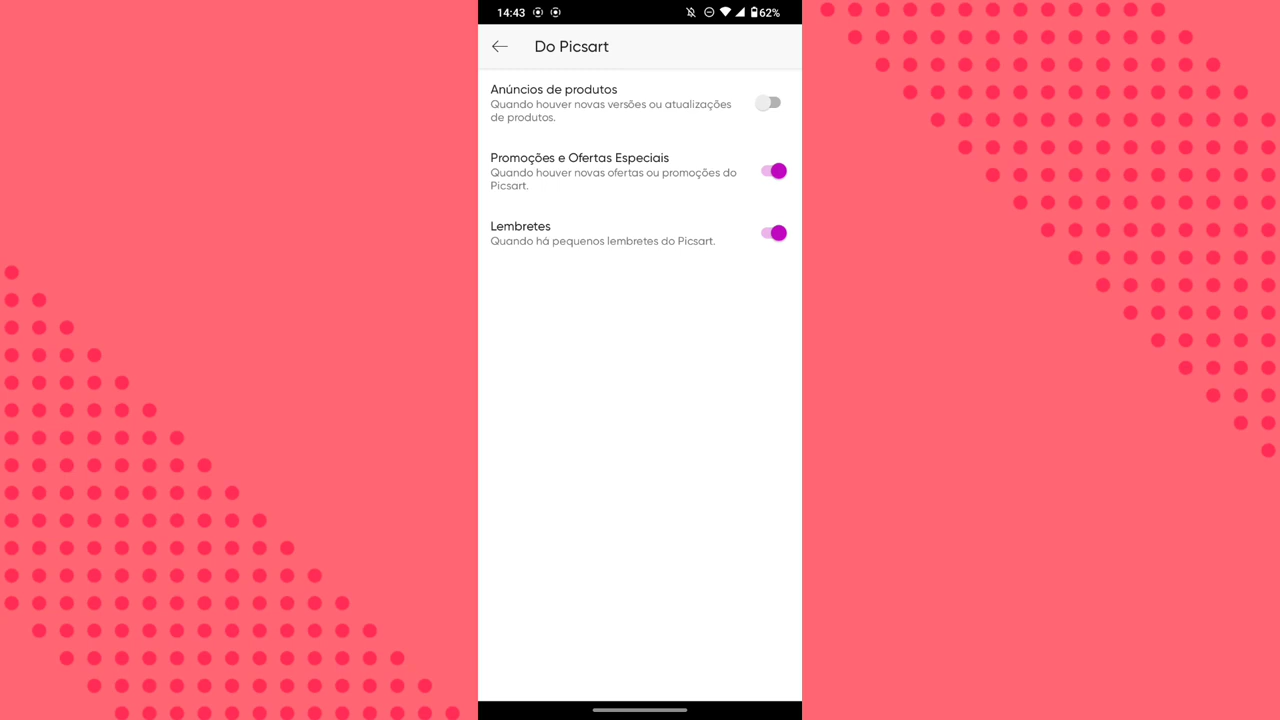 14:43
62%
Do Picsart
Anúncios de produtos
Quando houver novas versões ou atualizações
de produtos.
Promoções e Ofertas Especiais
Quando houver novas ofertas ou promoções do
Picsart.
Lembretes
Quando há pequenos lembretes do Picsart.